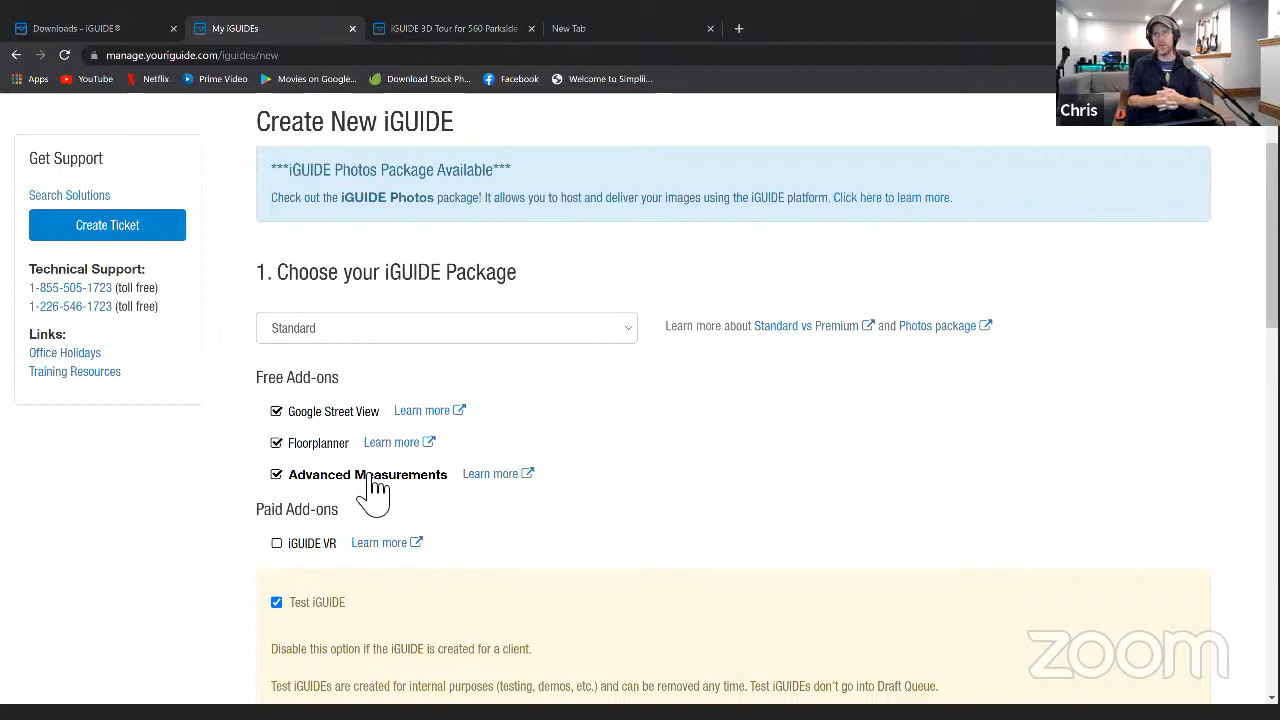 Downloads - iGUIDE®
My iGUIDES
iGUIDE 3D Tour for 560 Parkside
New Tab
manage.youriguide.com/iguides/new
Apps
YouTube
Netflix
Prime Video
Movies on Google...
Download Stock Ph...
Facebook
Welcome to Simpli...
Chris
Create New iGUIDE
Get Support
Search Solutions
Create Ticket
Technical Support:
1-855-505-1723 (toll free)
1-226-546-1723 (toll free)
Links:
Office Holidays
Training Resources
***iGUIDE Photos Package Available***
Check out the iGUIDE Photos package! It allows you to host and deliver your images using the iGUIDE platform. Click here to learn more.
1. Choose your iGUIDE Package
Standard
Learn more about Standard vs Premium and Photos package
Free Add-ons
Google Street View Learn more
Floorplanner Learn more
Advanced Measurements Learn more
Paid Add-ons
iGUIDE VR Learn more
Test iGUIDE
Disable this option if the iGUIDE is created for a client.
Test iGUIDEs are created for internal purposes (testing, demos, etc.) and can be removed any time. Test iGUIDEs don't go into Draft Queue.
zoom